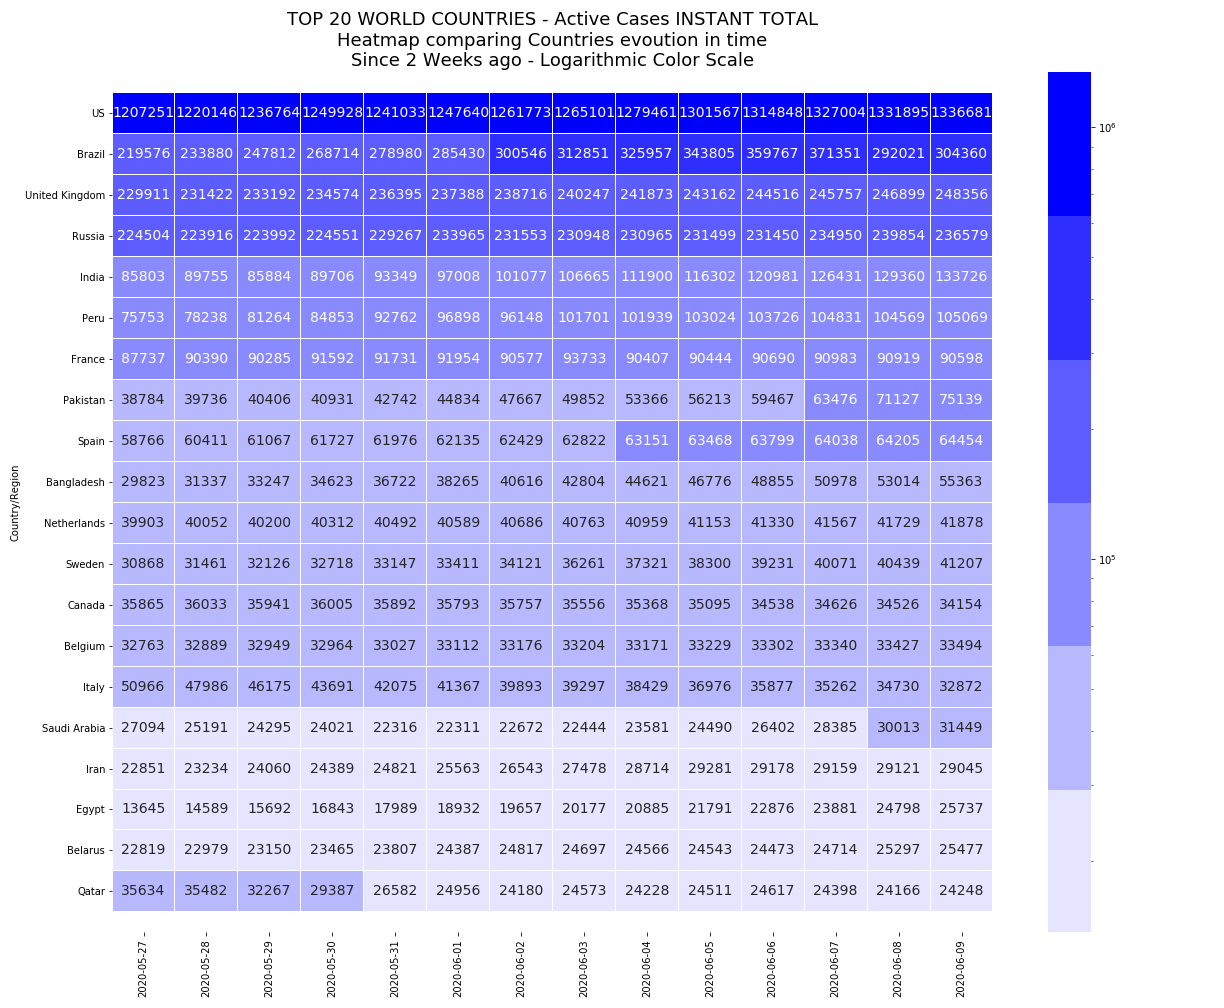 TOP 20 WORLD COUNTRIES - Active Cases INSTANT TOTAL
Heatmap comparing Countries evoution in time
Since 2 Weeks ago - Logarithmic Color Scale
Country/Region
US 1207251 1220146 1236764 1249928 1241033 1247640 1261773 1265101 1279461 1301567 1314848 1327004 1331895 1336681
Brazil 219576 233880 247812 268714 278980 285430 300546 312851 325957 343805 359767 371351 292021 304360
United Kingdom 229911 231422 233192 234574 236395 237388 238716 240247 241873 243162 244516 245757 246899 248356
Russia 224504 223916 223992 224551 229267 233965 231553 230948 230965 231499 231450 234950 239854 236579
India 85803 89755 85884 89706 93349 97008 101077 106665 111900 116302 120981 126431 129360 133726
Peru 75753 78238 81264 84853 92762 96898 96148 101701 101939 103024 103726 104831 104569 105069
France 87737 90390 90285 91592 91731 91954 90577 93733 90407 90444 90690 90983 90919 90598
Pakistan 38784 39736 40406 40931 42742 44834 47667 49852 53366 56213 59467 63476 71127 75139
Spain 58766 60411 61067 61727 61976 62135 62429 62822 63151 63468 63799 64038 64205 64454
Bangladesh 29823 31337 33247 34623 36722 38265 40616 42804 44621 46776 48855 50978 53014 55363
Netherlands 39903 40052 40200 40312 40492 40589 40686 40763 40959 41153 41330 41567 41729 41878
Sweden 30868 31461 32126 32718 33147 33411 34121 36261 37321 38300 39231 40071 40439 41207
Canada 35865 36033 35941 36005 35892 35793 35757 35556 35368 35095 34538 34626 34526 34154
Belgium 32763 32889 32949 32964 33027 33112 33176 33204 33171 33229 33302 33340 33427 33494
Italy 50966 47986 46175 43691 42075 41367 39893 39297 38429 36976 35877 35262 34730 32872
Saudi Arabia 27094 25191 24295 24021 22316 22311 22672 22444 23581 24490 26402 28385 30013 31449
Iran 22851 23234 24060 24389 24821 25563 26543 27478 28714 29281 29178 29159 29121 29045
Egypt 13645 14589 15692 16843 17989 18932 19657 20177 20885 21791 22876 23881 24798 25737
Belarus 22819 22979 23150 23465 23807 24387 24817 24697 24566 24543 24473 24714 25297 25477
Qatar 35634 35482 32267 29387 26582 24956 24180 24573 24228 24511 24617 24398 24166 24248
2020-05-27 2020-05-28 2020-05-29 2020-05-30 2020-05-31 2020-06-01 2020-06-02 2020-06-03 2020-06-04 2020-06-05 2020-06-06 2020-06-07 2020-06-08 2020-06-09
10⁶
10⁵